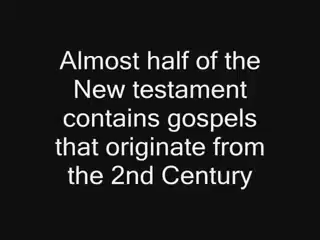 Almost half of the
New testament
contains gospels
that originate from
the 2nd Century